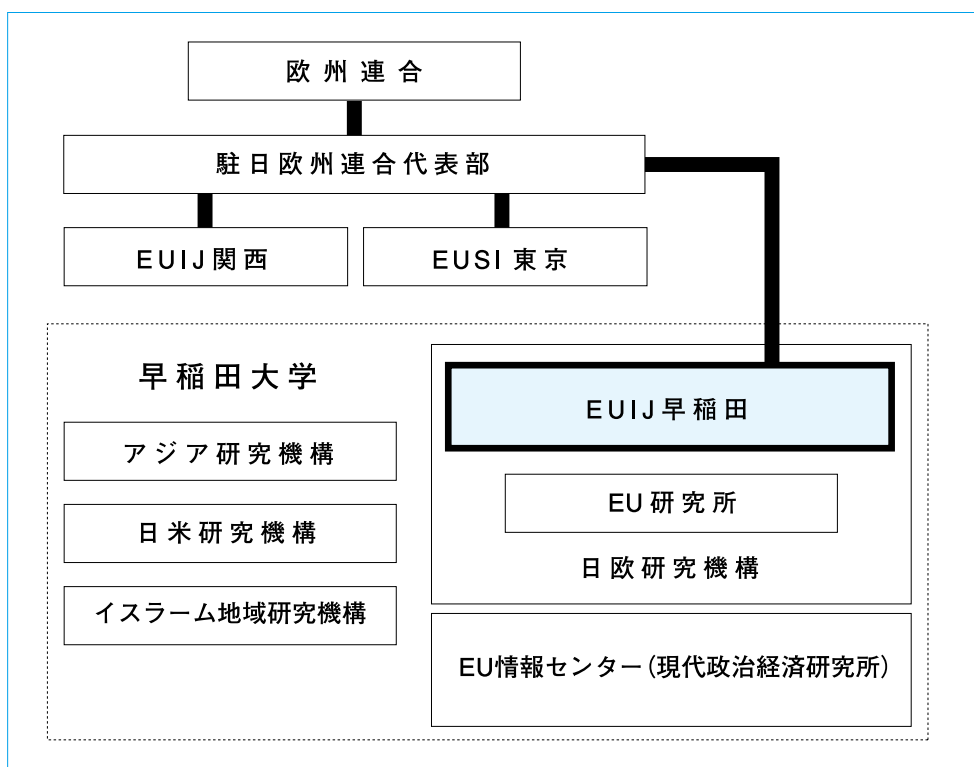 欧州連合
駐日欧州連合代表部
EUIJ関西
EUSI東京
早稲田大学
アジア研究機構
日米研究機構
イスラーム地域研究機構
EUIJ早稲田
EU研究所
日欧研究機構
EU情報センター（現代政治経済研究所）